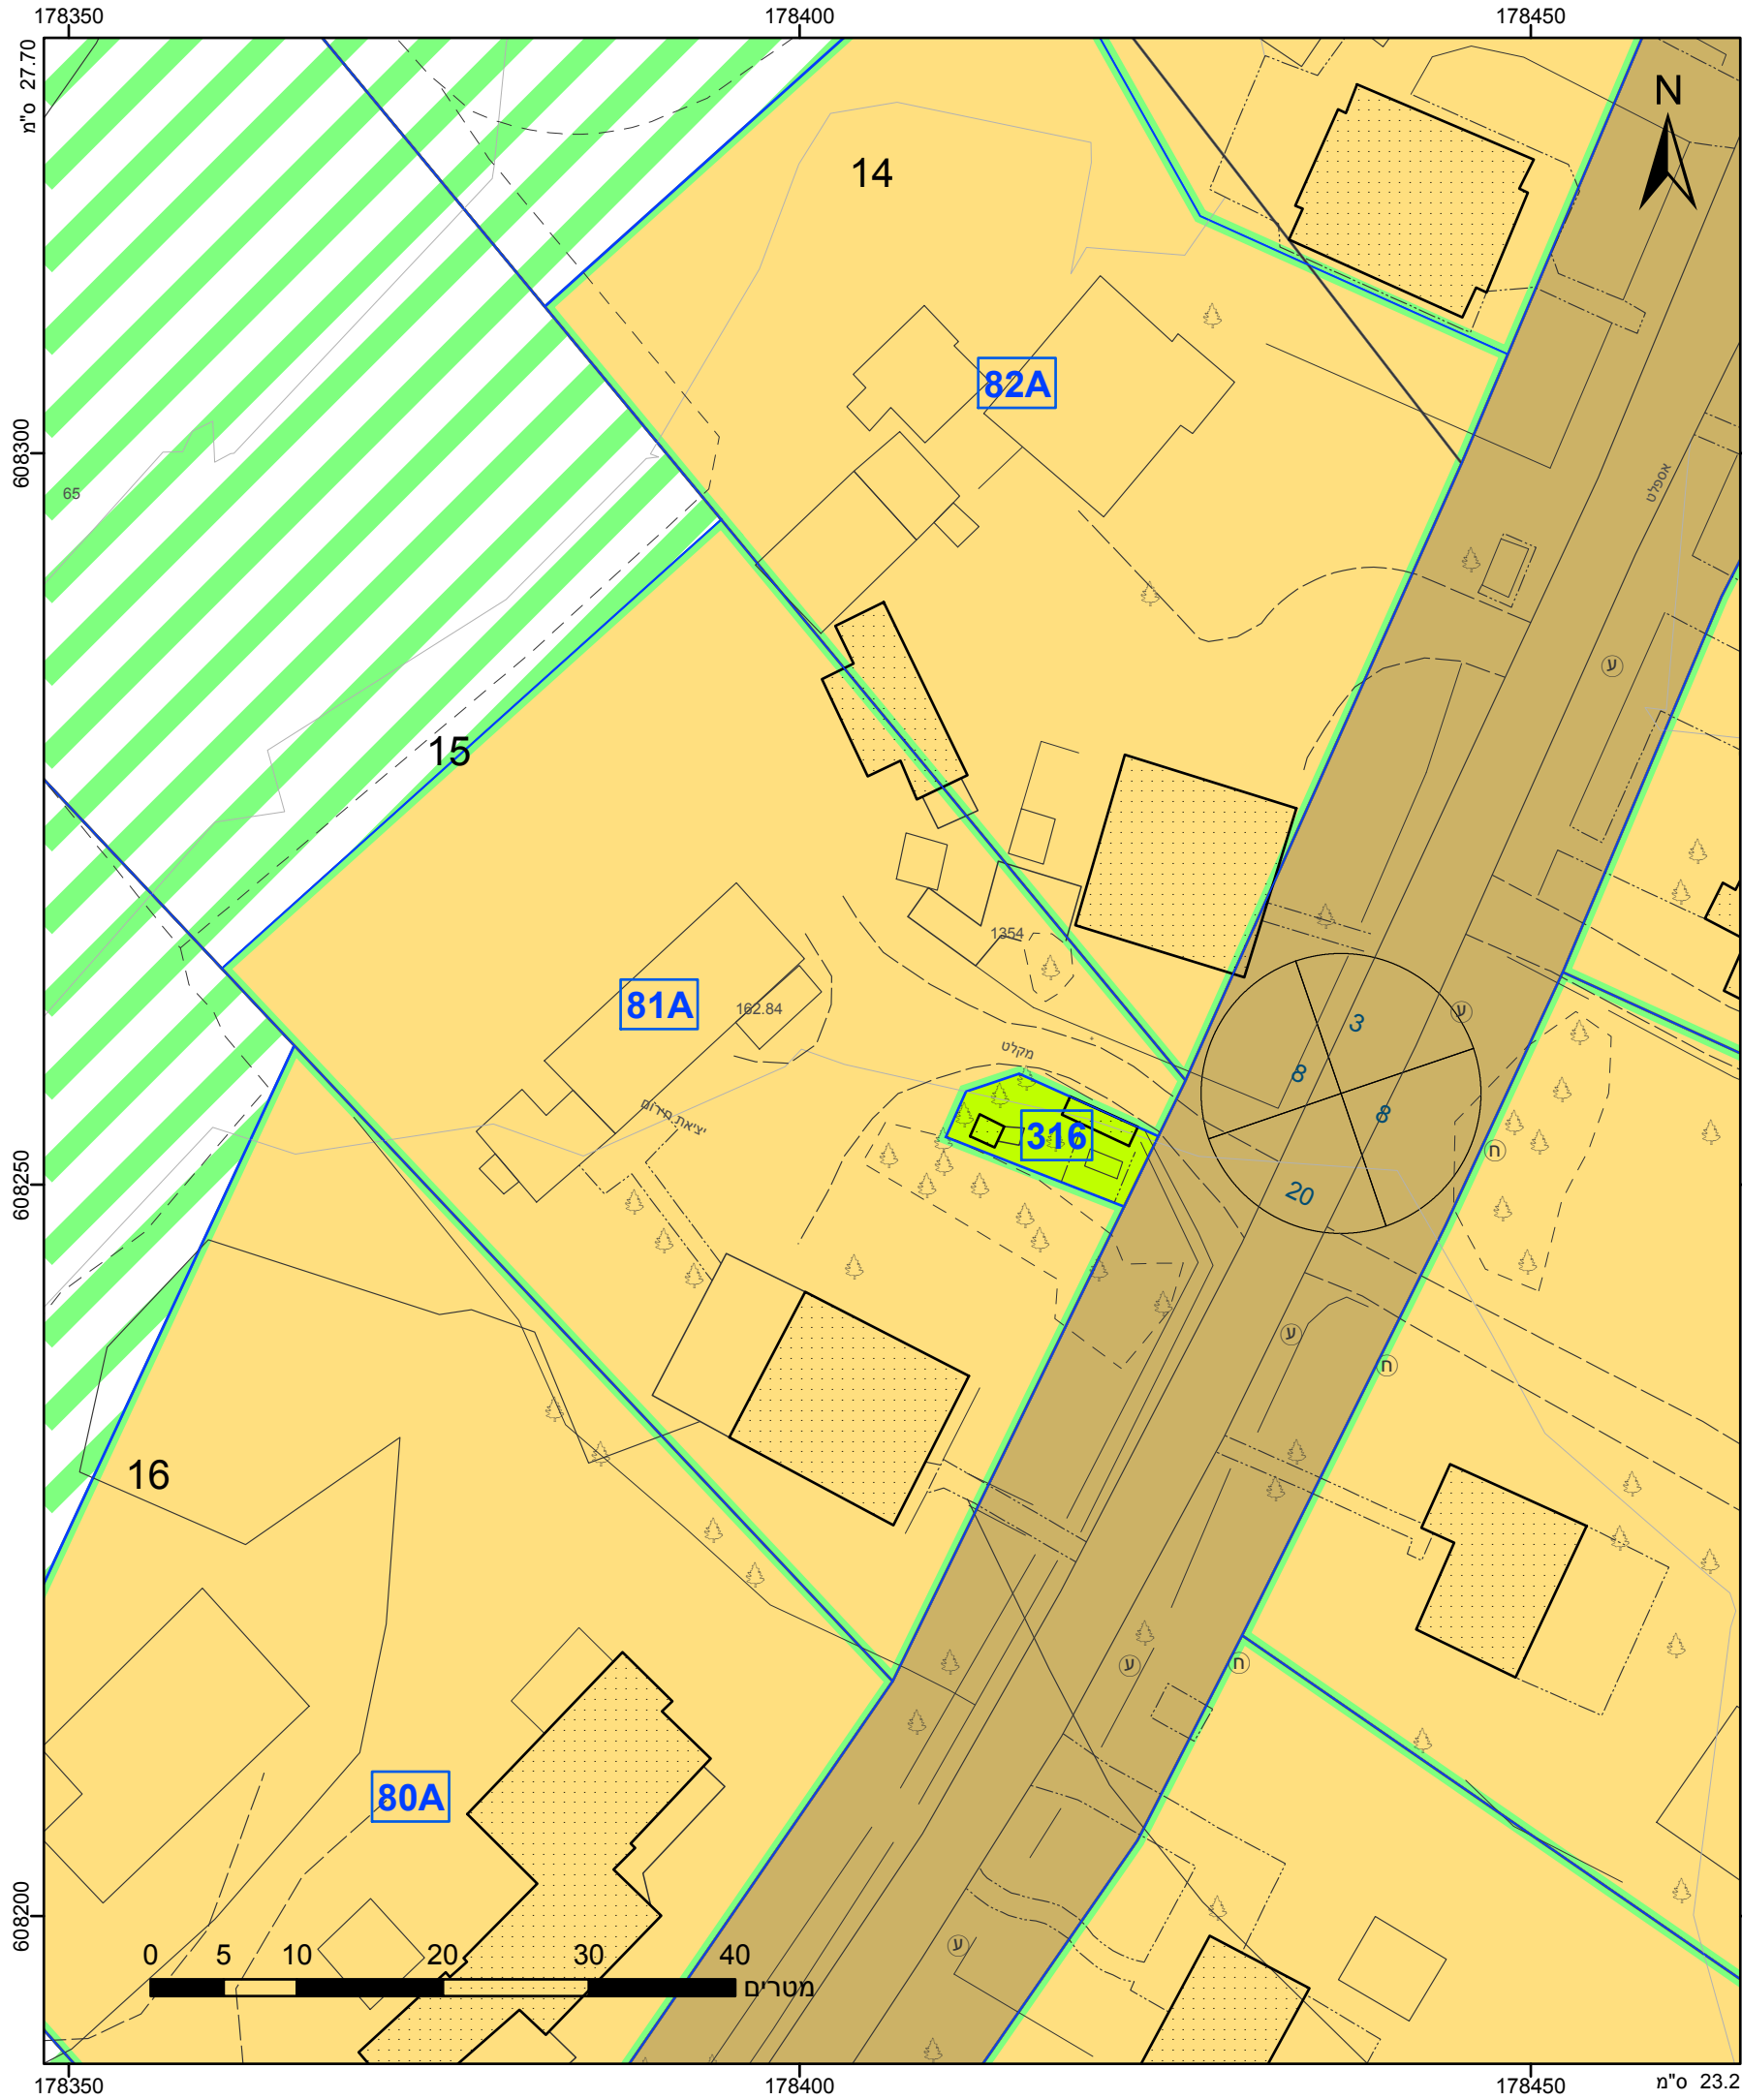 178350 178400 178450
27.70 ס"מ
N
14
82A
608300
אספלט
65
ע
15
1354
81A
162.84
3
ע
מקלט
8
8
יציאת חירום
316
ח
608250
20
ע
ח
16
ע
ח
80A
608200
ע
0 5 10 20 30 40
מטרים
178350 178400 178450
23.2 ס"מ